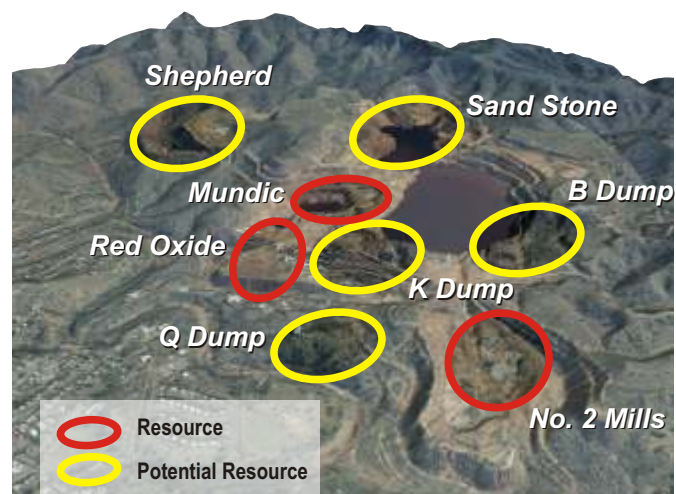 Shepherd
Sand Stone
Mundic
B Dump
Red Oxide
K Dump
Q Dump
No. 2 Mills
Resource
Potential Resource